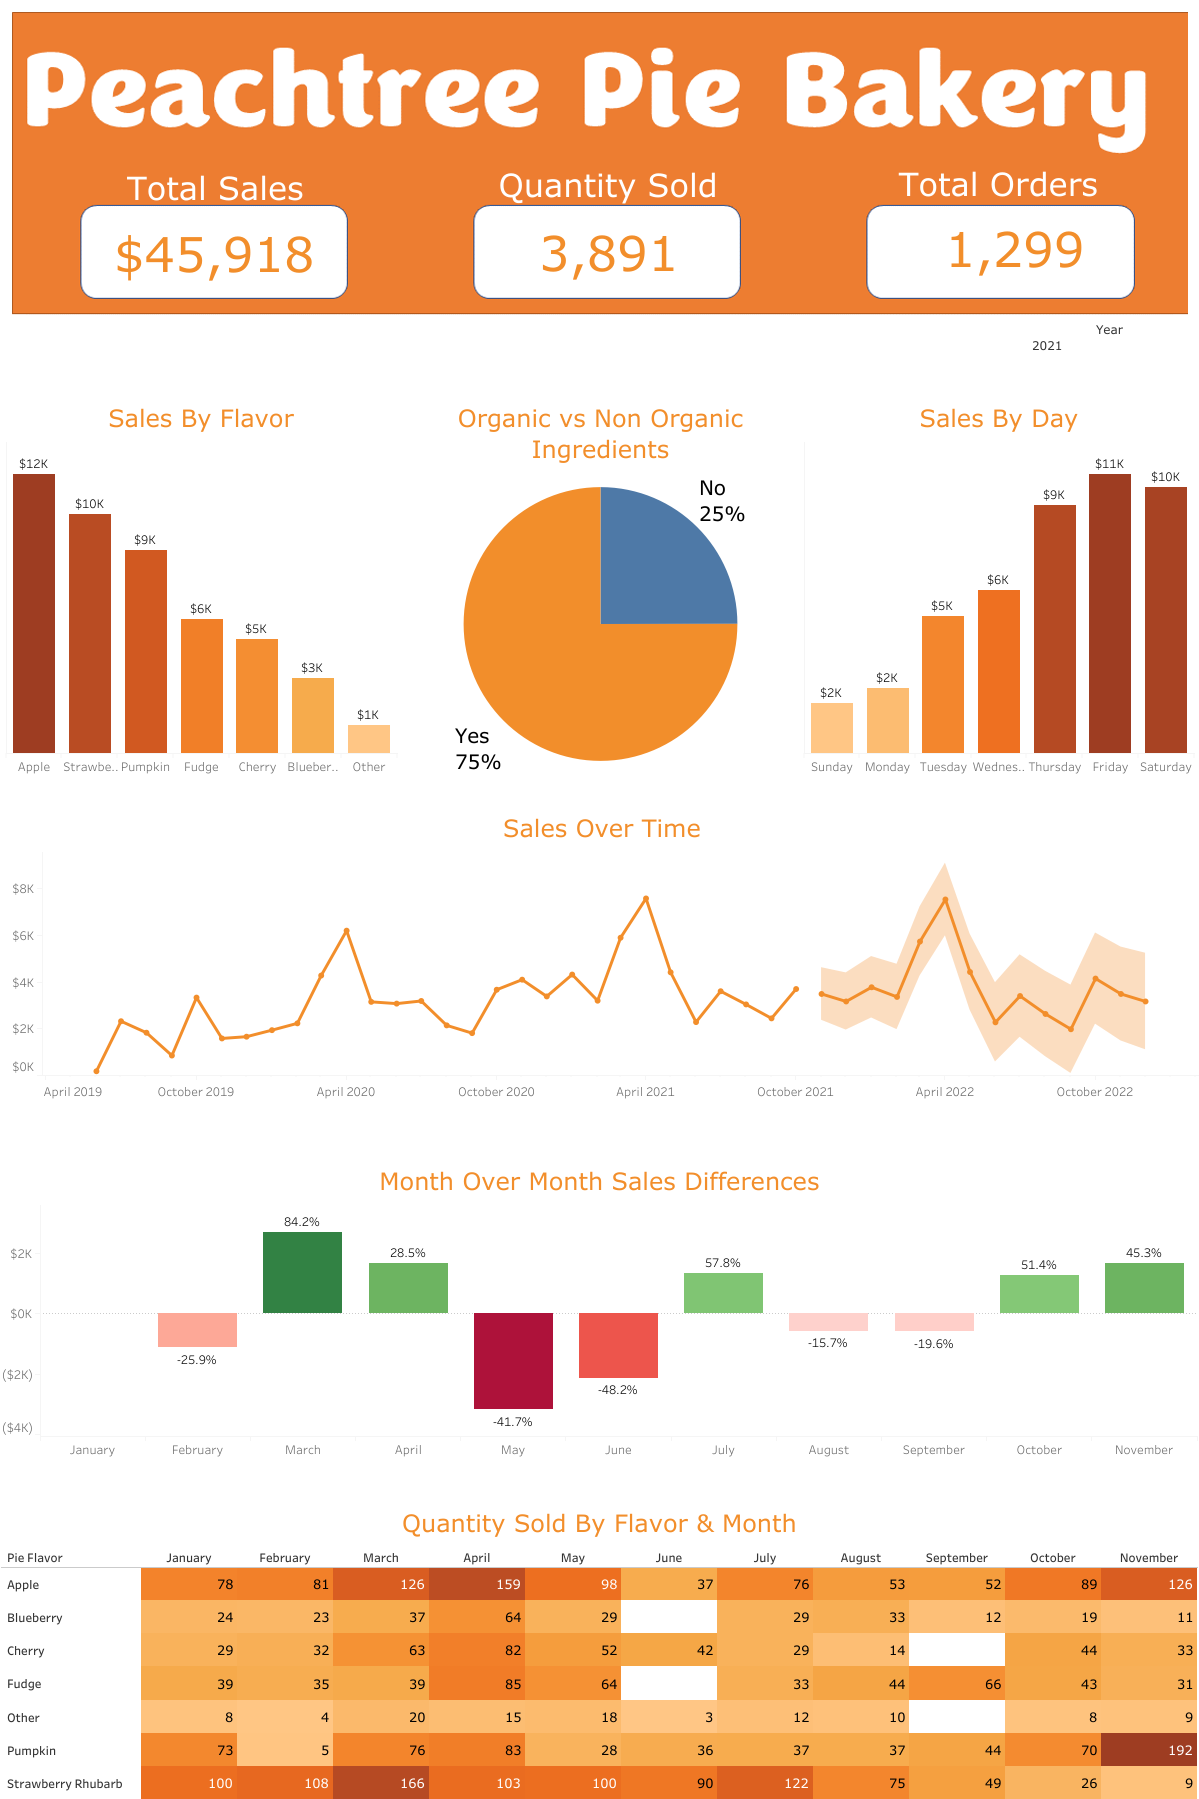 Peachtree Pie Bakery
Total Sales Quantity Sold Total Orders
$45,918 3,891 1,299
Year
2021
Sales By Flavor
$12K
$10K
$9K
$6K
$5K
$3K
$1K
Apple Strawbe.. Pumpkin Fudge Cherry Blueber.. Other
Organic vs Non Organic
Ingredients
No
25%
Yes
75%
Sales By Day
$2K
$2K
$5K
$6K
$9K
$11K
$10K
Sunday Monday Tuesday Wednes.. Thursday Friday Saturday
Sales Over Time
$8K
$6K
$4K
$2K
$0K
April 2019 October 2019 April 2020 October 2020 April 2021 October 2021 April 2022 October 2022
Month Over Month Sales Differences
$2K
$0K
($2K)
($4K)
-25.9%
84.2%
28.5%
-41.7%
-48.2%
57.8%
-15.7%
-19.6%
51.4%
45.3%
January February March April May June July August September October November
Quantity Sold By Flavor & Month
Pie Flavor January February March April May June July August September October November
Apple 78 81 126 159 98 37 76 53 52 89 126
Blueberry 24 23 37 64 29 29 33 12 19 11
Cherry 29 32 63 82 52 42 29 14 44 33
Fudge 39 35 39 85 64 33 44 66 43 31
Other 8 4 20 15 18 3 12 10 8 9
Pumpkin 73 5 76 83 28 36 37 37 44 70 192
Strawberry Rhubarb 100 108 166 103 100 90 122 75 49 26 9